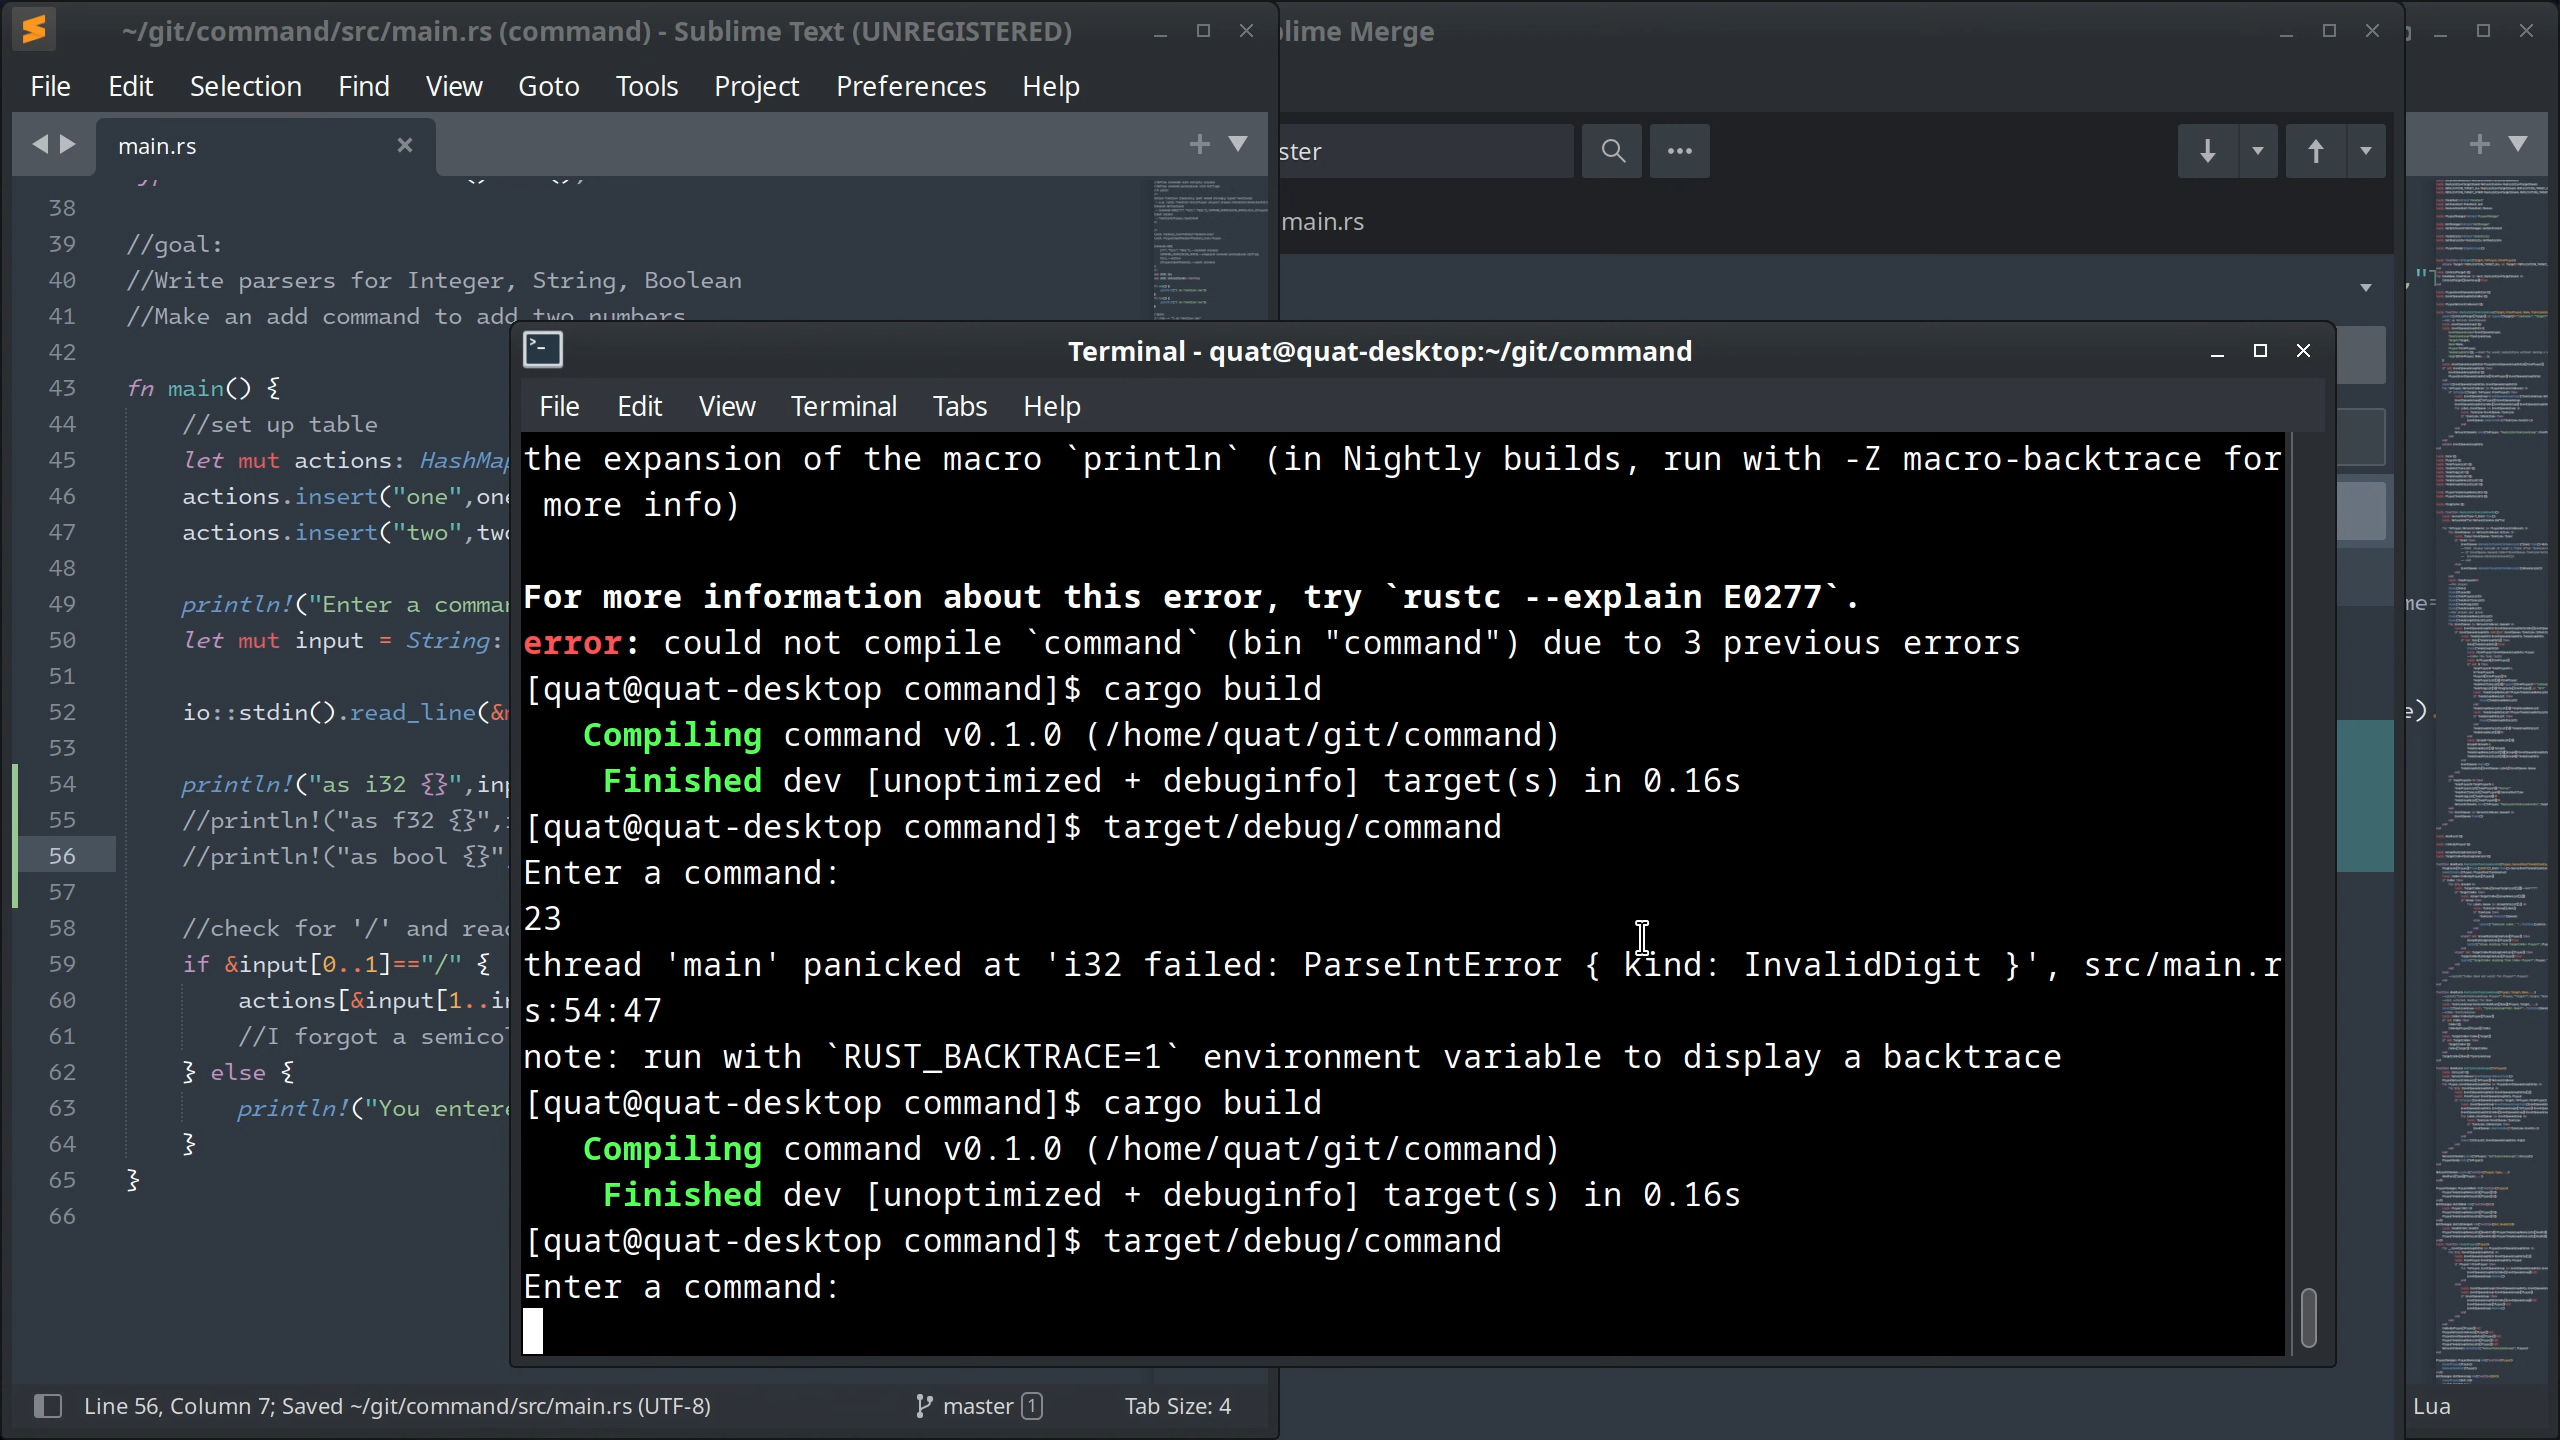 ~/git/command/src/main.rs (command) - Sublime Text (UNREGISTERED)
File Edit Selection Find View Goto Tools Project Preferences Help
main.rs
38
39 //goal:
40 //Write parsers for Integer, String, Boolean
41 //Make an add command to add two numbers
42
43 fn main() {
44 //set up table
45 let mut actions: HashMap
46 actions.insert("one",one
47 actions.insert("two",two
48
49 println!("Enter a comman
50 let mut input = String:
51
52 io::stdin().read_line(&m
53
54 println!("as i32 {}",inp
55 //println!("as f32 {}",i
56 //println!("as bool {}",
57
58 //check for '/' and read
59 if &input[0..1]=="/" {
60 actions[&input[1..in
61 //I forgot a semicol
62 } else {
63 println!("You entere
64 }
65 }
66
Line 56, Column 7; Saved ~/git/command/src/main.rs (UTF-8) master 1 Tab Size: 4
blime Merge
ster
main.rs
Terminal - quat@quat-desktop:~/git/command
File Edit View Terminal Tabs Help
the expansion of the macro `println` (in Nightly builds, run with -Z macro-backtrace for
more info)
For more information about this error, try `rustc --explain E0277`.
error: could not compile `command` (bin "command") due to 3 previous errors
[quat@quat-desktop command]$ cargo build
Compiling command v0.1.0 (/home/quat/git/command)
Finished dev [unoptimized + debuginfo] target(s) in 0.16s
[quat@quat-desktop command]$ target/debug/command
Enter a command:
23
thread 'main' panicked at 'i32 failed: ParseIntError { kind: InvalidDigit }', src/main.r
s:54:47
note: run with `RUST_BACKTRACE=1` environment variable to display a backtrace
[quat@quat-desktop command]$ cargo build
Compiling command v0.1.0 (/home/quat/git/command)
Finished dev [unoptimized + debuginfo] target(s) in 0.16s
[quat@quat-desktop command]$ target/debug/command
Enter a command:
,"T
me=
e).
Lua